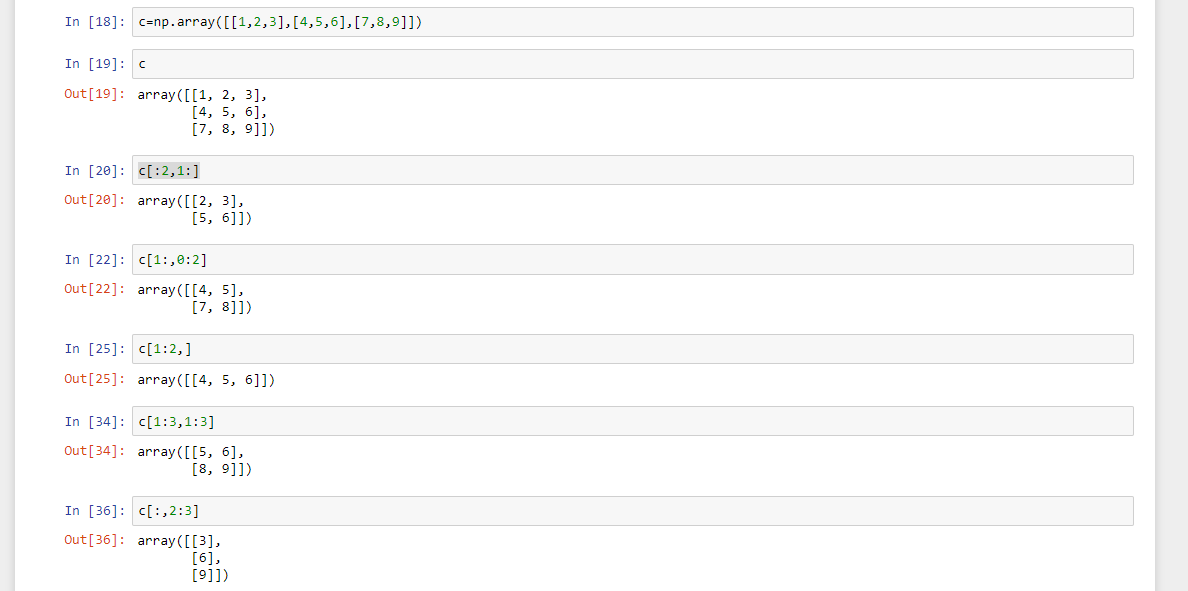 In [18]: c=np.array([[1,2,3],[4,5,6],[7,8,9]])
In [19]: c
Out[19]: array([[1, 2, 3],
[4, 5, 6],
[7, 8, 9]])
In [20]: c[:2,1:]
Out[20]: array([[2, 3],
[5, 6]])
In [22]: c[1:,0:2]
Out[22]: array([[4, 5],
[7, 8]])
In [25]: c[1:2,]
Out[25]: array([[4, 5, 6]])
In [34]: c[1:3,1:3]
Out[34]: array([[5, 6],
[8, 9]])
In [36]: c[:,2:3]
Out[36]: array([[3],
[6],
[9]])